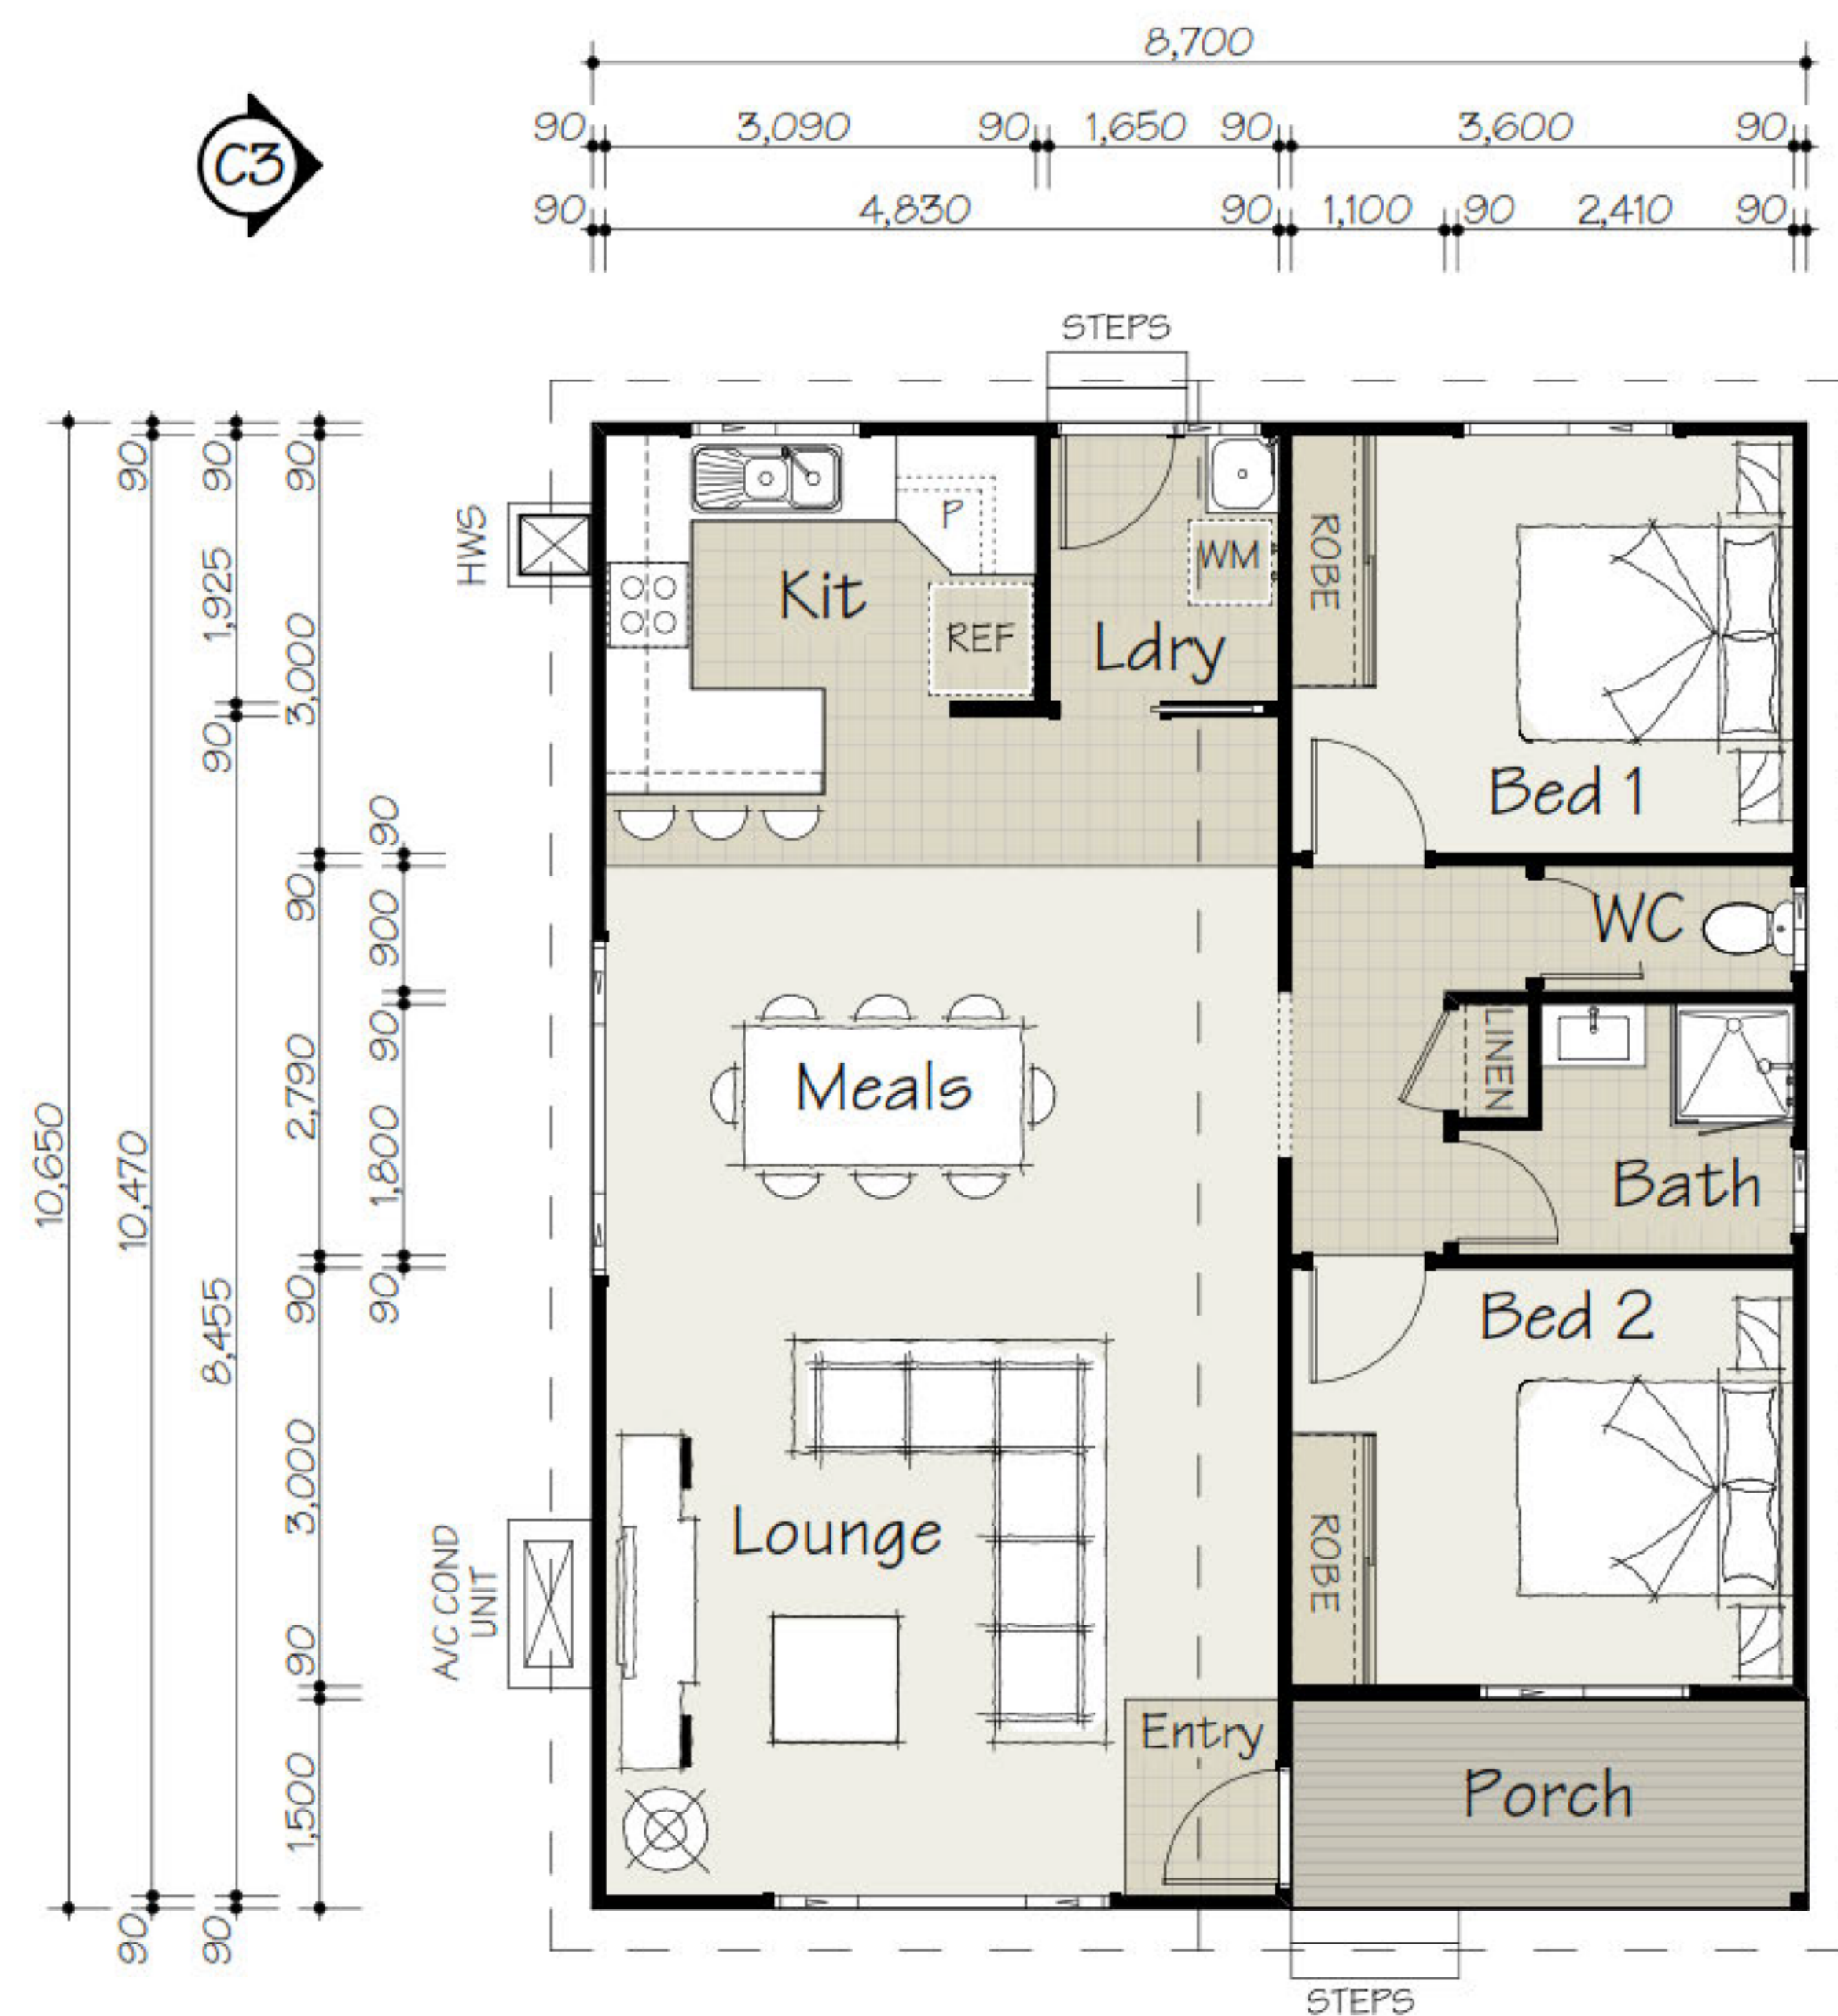 8,700
90 3,090 90 1,650 90 3,600 90
C3
90 4,830 90 1,100 90 2,410 90
STEPS
90 90 90
HWS
P
WM
ROBE
Kit
REF
Ldry
1,925
3,000
90
Bed 1
90
90
900
WC
90
LINEN
Meals
2,790
1,800
10,650
10,470
Bath
90
90
8,455
Bed 2
3,000
A/C COND
UNIT
Lounge
ROBE
90
Entry
Porch
1,500
90 90
STEPS